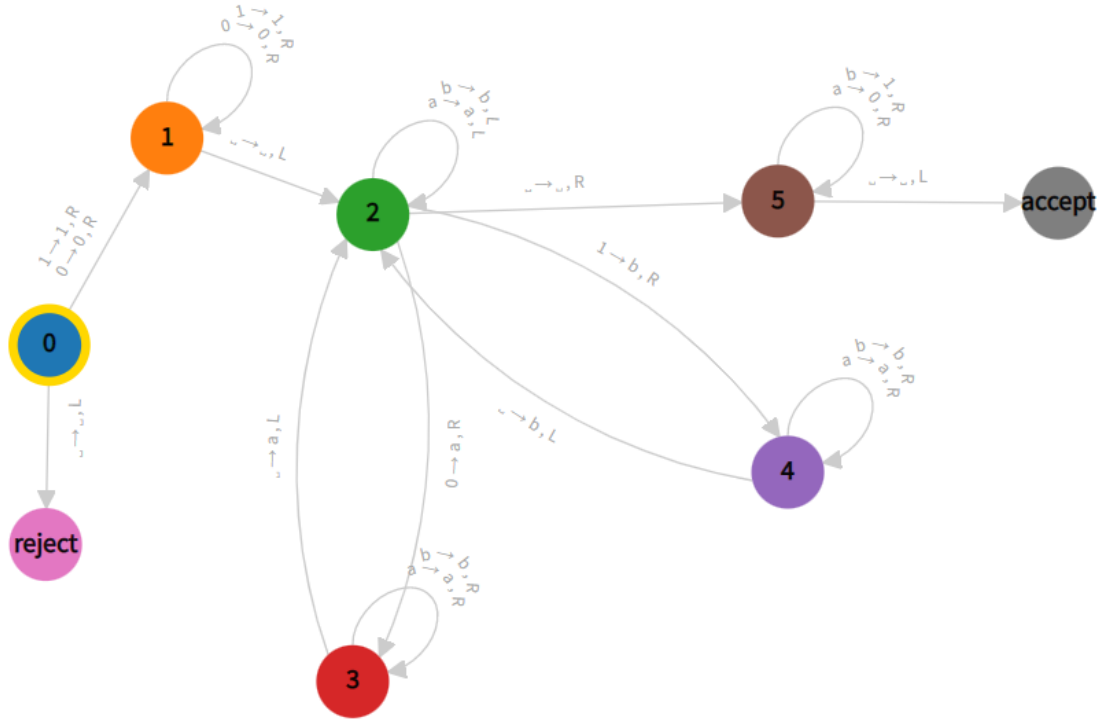 1→1,R
0→0,R
1
␣→␣,L
b→b,L
a→a,L
2
␣→␣,R
b→1,R
a→0,R
5
␣→␣,L
accept
1→1,R
0→0,R
0
␣→␣,L
reject
1→b,R
␣→b,L
b→b,R
a→a,R
4
␣→a,L
0→a,R
b→b,R
a→a,R
3